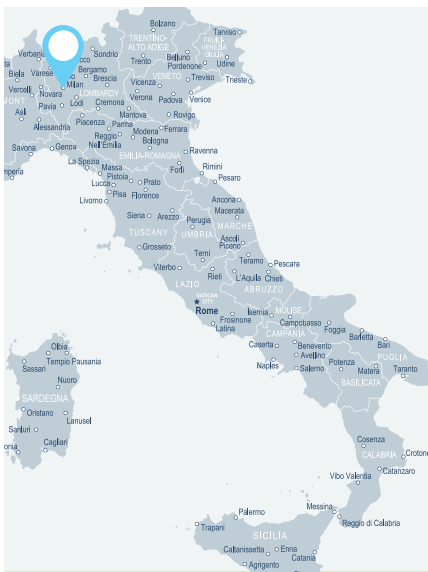 Bolzano
Tarviso
TRENTINO-
ALTO ADIGE
FRIULI-
VENEZIA
GIULIA
Verbania
Sondrio
Trento
Belluno
Pordenone
Udine
Biela
Varese
Bergamo
Brescia
Vicenza
VENETO
Treviso
Trieste
Vercelli
Novara
Milan
LOMBARDY
Verona
Padova
Venice
Pavia
Lodi
Cremona
Mantova
Rovigo
Asti
Alessandria
Piacenza
Parma
Modena
Ferrara
Reggio
Nell'Emilia
Bologna
Savona
Genoa
EMILIA-ROMAGNA
Ravenna
La Spezia
Massa
Forlì
Rimini
Pistoia
Prato
Pesaro
Lucca
Pisa
Florence
Livorno
Ancona
Macerata
Siena
Arezzo
Perugia
MARCHE
TUSCANY
UMBRIA
Ascoli
Piceno
Grosseto
Terni
Teramo
Pescara
Viterbo
Rieti
L'Aquila
Chieti
LAZIO
ABRUZZO
VATICAN
CITY
Rome
Frosinone
Isernia
MOLISE
Latina
Campobasso
Foggia
CAMPANIA
Barletta
Caserta
Benevento
Bari
Avellino
PUGLIA
Naples
Salerno
Potenza
Matera
Taranto
BASILICATA
Olbia
Tempio Pausania
Sassari
Nuoro
SARDEGNA
Oristano
Lanusel
Sanluri
Cagliari
Cosenza
CALABRIA
Crotone
Catanzaro
Vibo Valentia
Messina
Reggio di Calabria
Palermo
Trapani
SICILIA
Caltanissetta
Enna
Catania
Agrigento